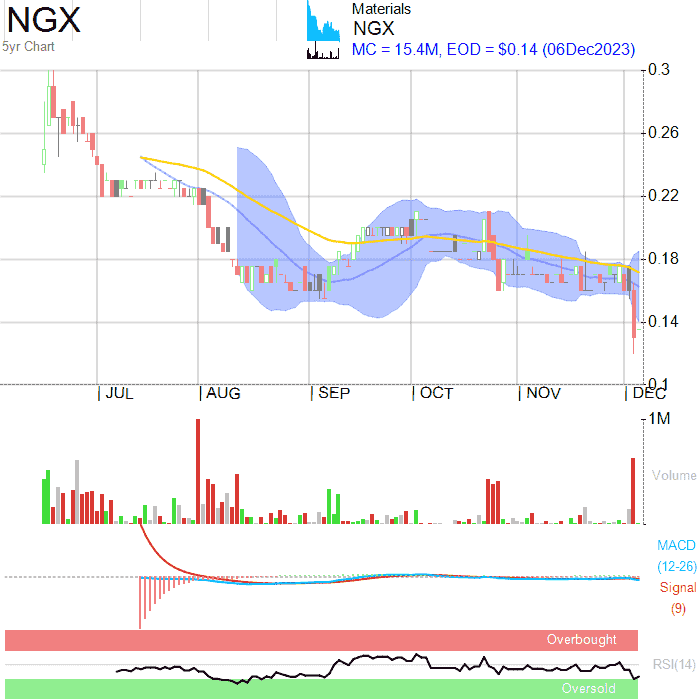 NGX
5yr Chart
Materials
NGX
MC = 15.4M, EOD = $0.14 (06Dec2023)
0.3
0.26
0.22
0.18
0.14
0.1
JUL
AUG
SEP
OCT
NOV
DEC
1M
Volume
MACD
(12-26)
Signal
(9)
Overbought
RSI(14)
Oversold